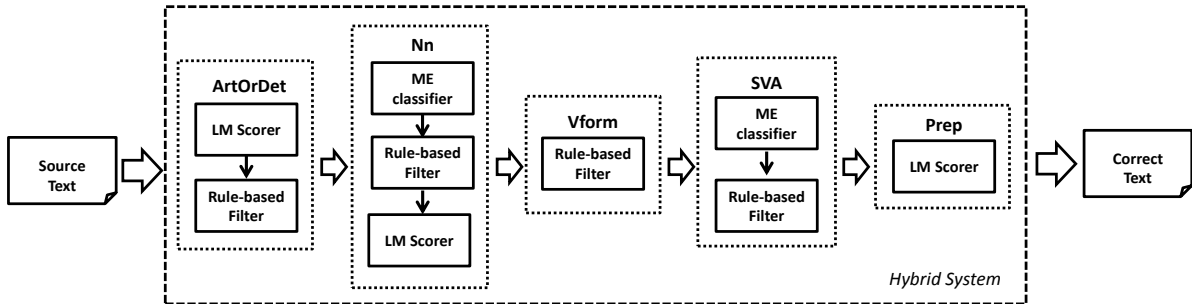 Source
Text
ArtOrDet
LM Scorer
Rule-based
Filter
Nn
ME
classifier
Rule-based
Filter
LM Scorer
Vform
Rule-based
Filter
SVA
ME
classifier
Rule-based
Filter
Prep
LM Scorer
Hybrid System
Correct
Text